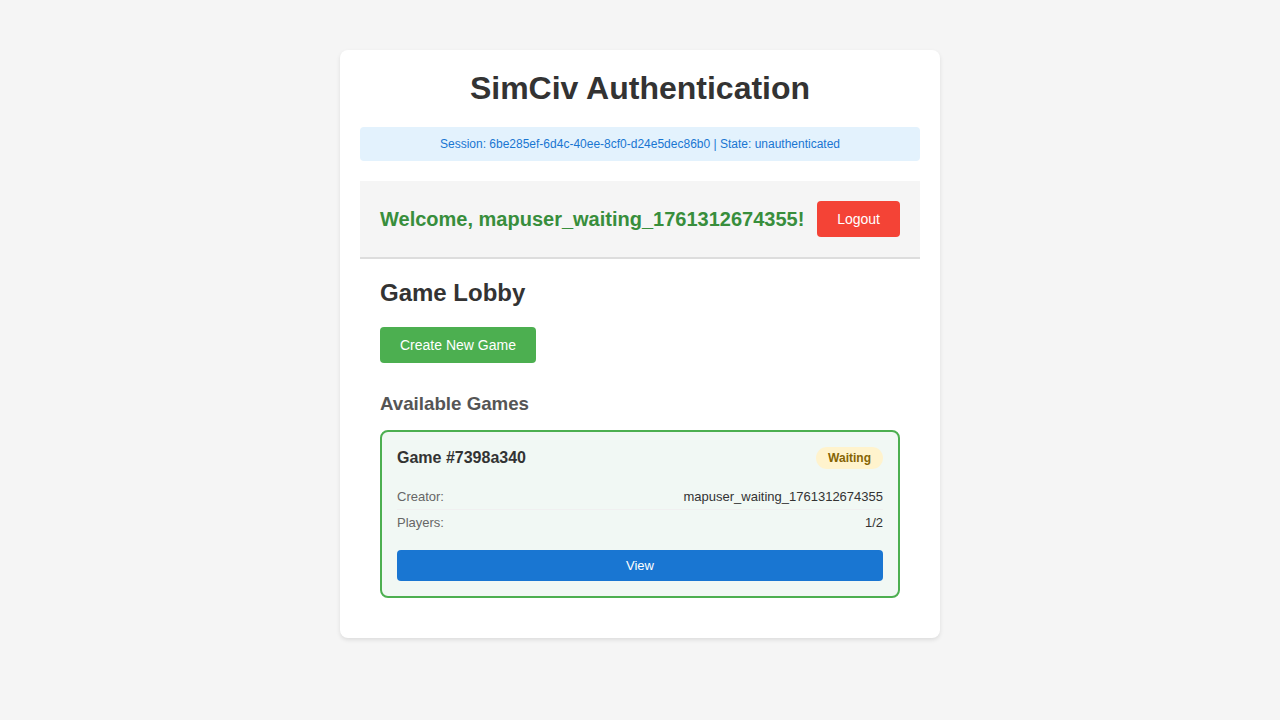 SimCiv Authentication
Session: 6be285ef-6d4c-40ee-8cf0-d24e5dec86b0 | State: unauthenticated
Welcome, mapuser_waiting_1761312674355!
Logout
Game Lobby
Create New Game
Available Games
Game #7398a340
Waiting
Creator: mapuser_waiting_1761312674355
Players: 1/2
View